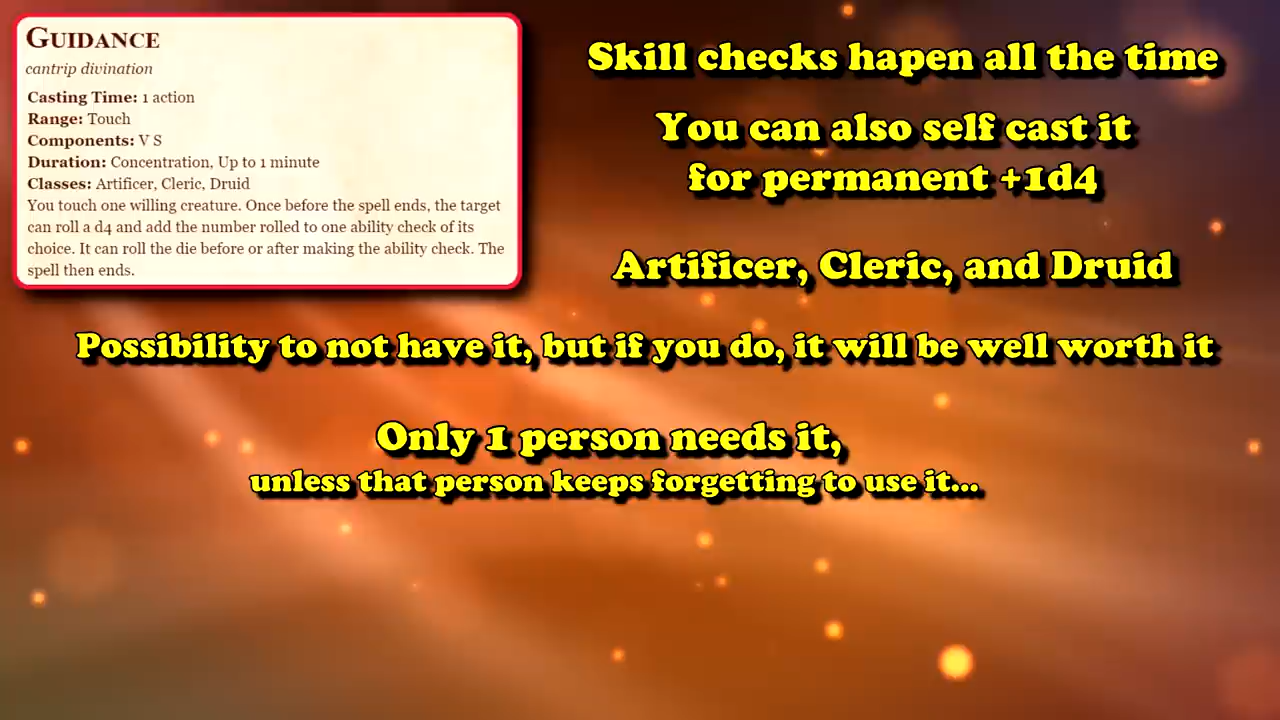 GUIDANCE
cantrip divination
Casting Time: 1 action
Range: Touch
Components: V S
Duration: Concentration, Up to 1 minute
Classes: Artificer, Cleric, Druid
You touch one willing creature. Once before the spell ends, the target
can roll a d4 and add the number rolled to one ability check of its
choice. It can roll the die before or after making the ability check. The
spell then ends.
Skill checks hapen all the time
You can also self cast it
for permanent +1d4
Artificer, Cleric, and Druid
Possibility to not have it, but if you do, it will be well worth it
Only 1 person needs it,
unless that person keeps forgetting to use it...